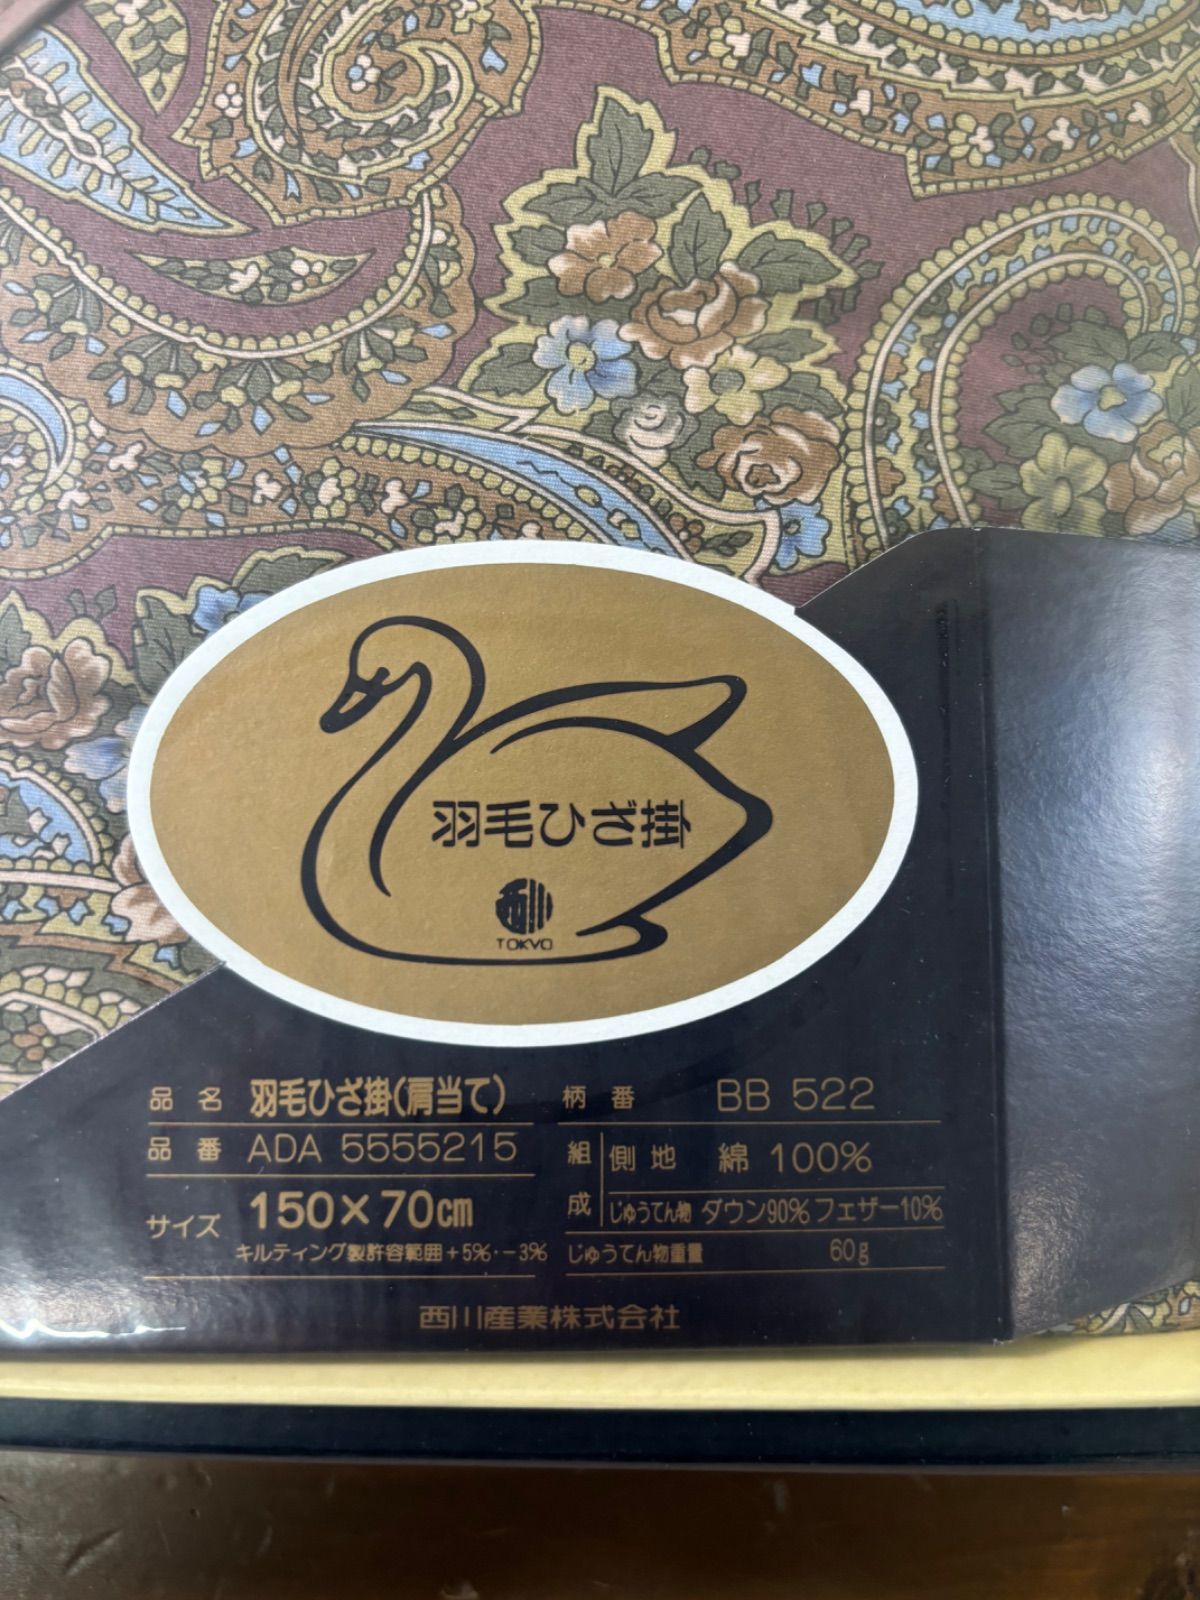 羽毛ひざ掛
西川
TOKYO
品名 羽毛ひざ掛(肩当て)
品番 ADA 5555215
サイズ 150×70cm
キルティング製許容範囲+5%・-3%
柄番 BB 522
組成 側地 綿 100%
じゅうてん物 ダウン90% フェザー10%
じゅうてん物重量 60g
西川産業株式会社